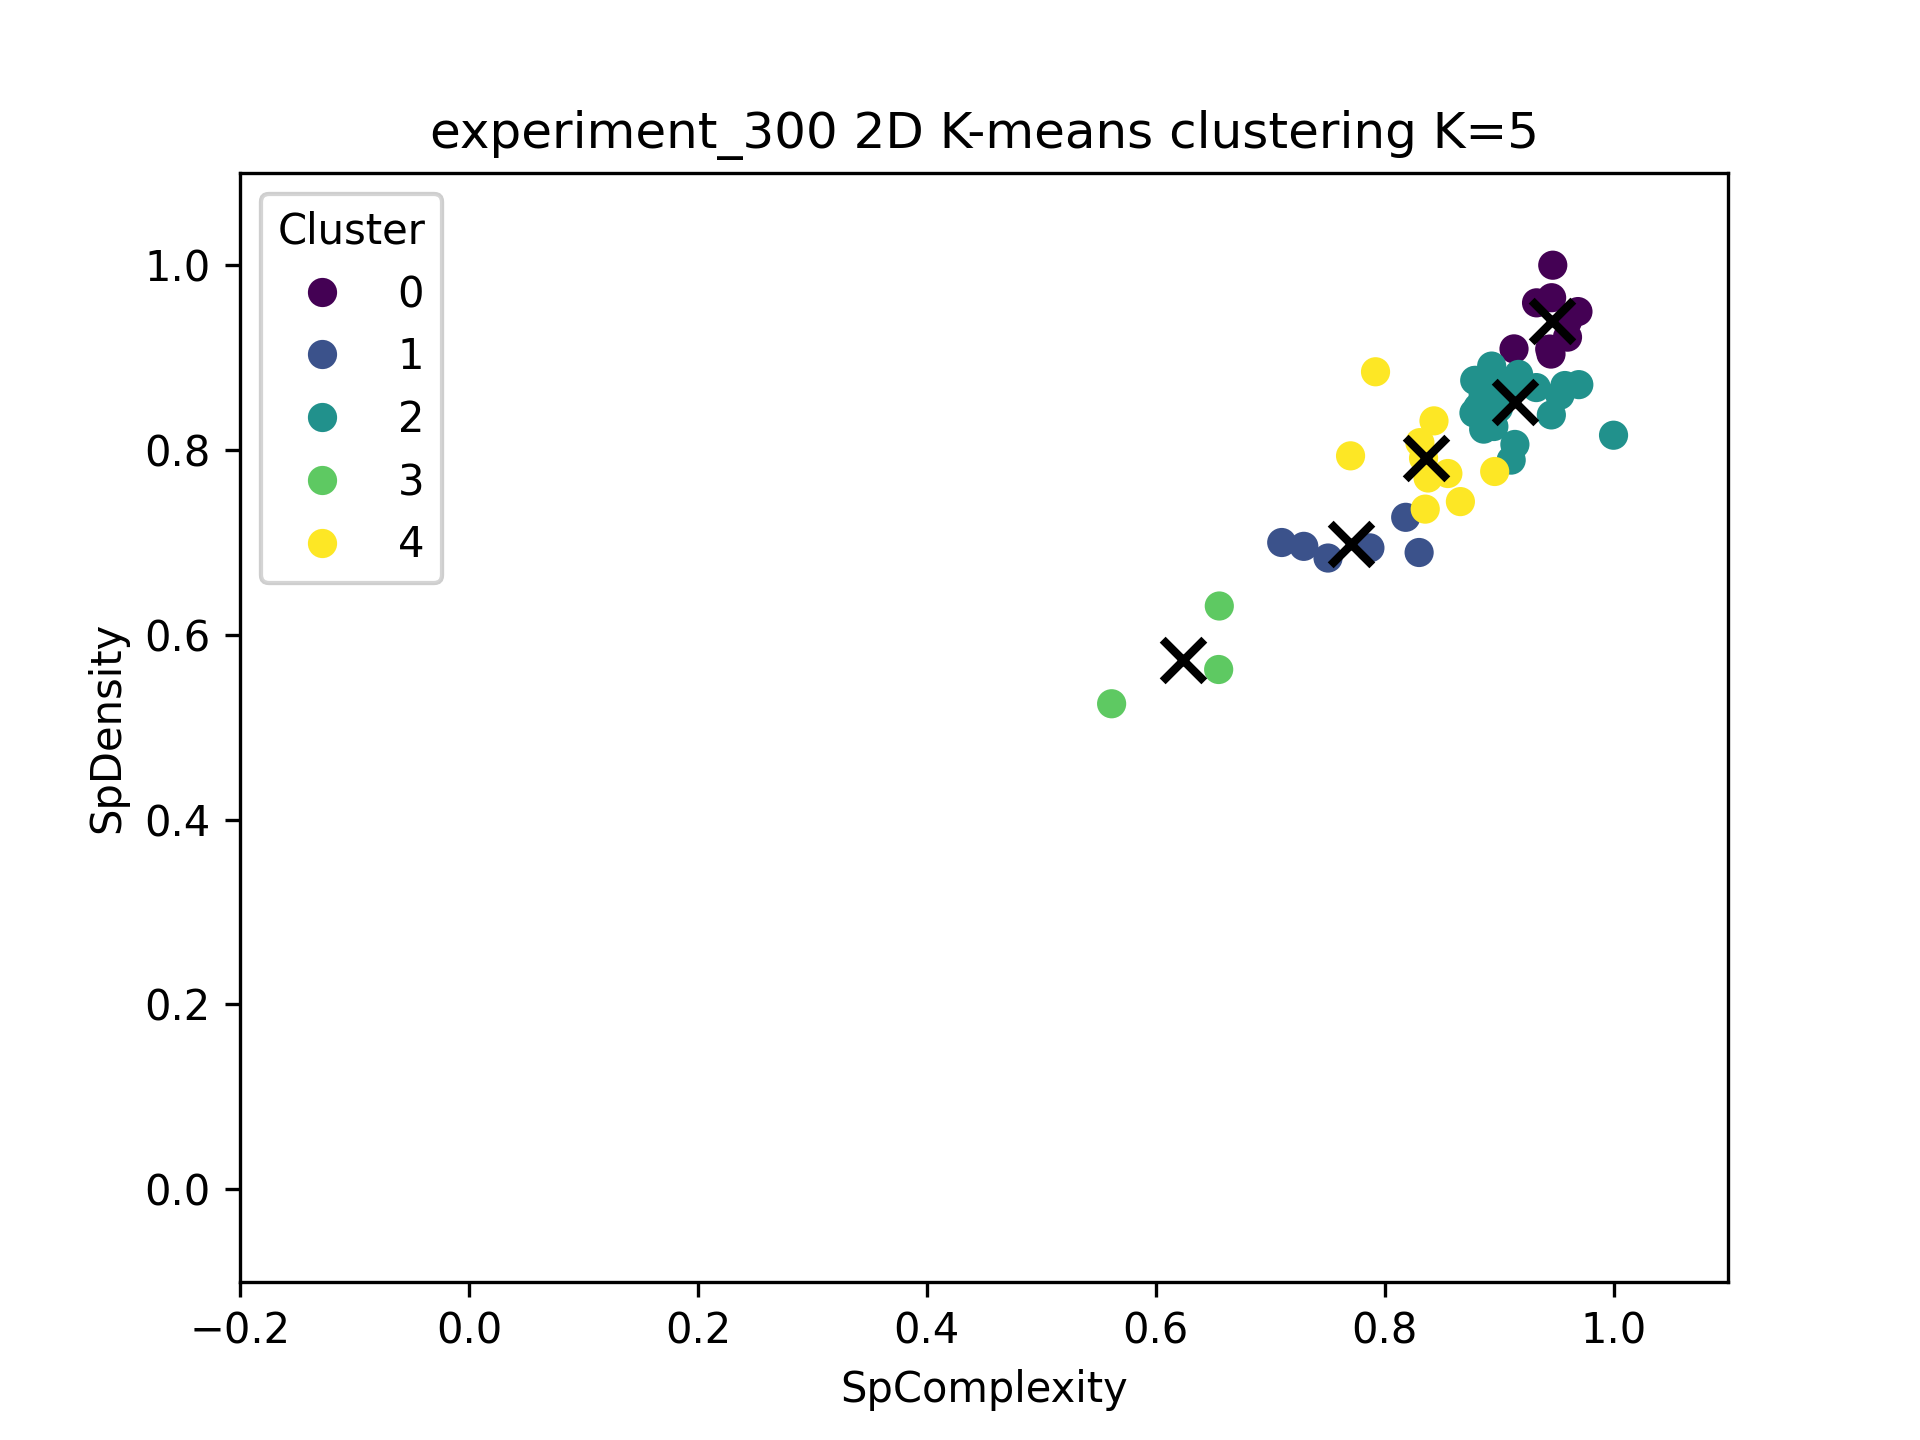 experiment_300 2D K-means clustering K=5
Cluster
0
1
2
3
4
SpDensity
1.0
0.8
0.6
0.4
0.2
0.0
−0.2 0.0 0.2 0.4 0.6 0.8 1.0
SpComplexity